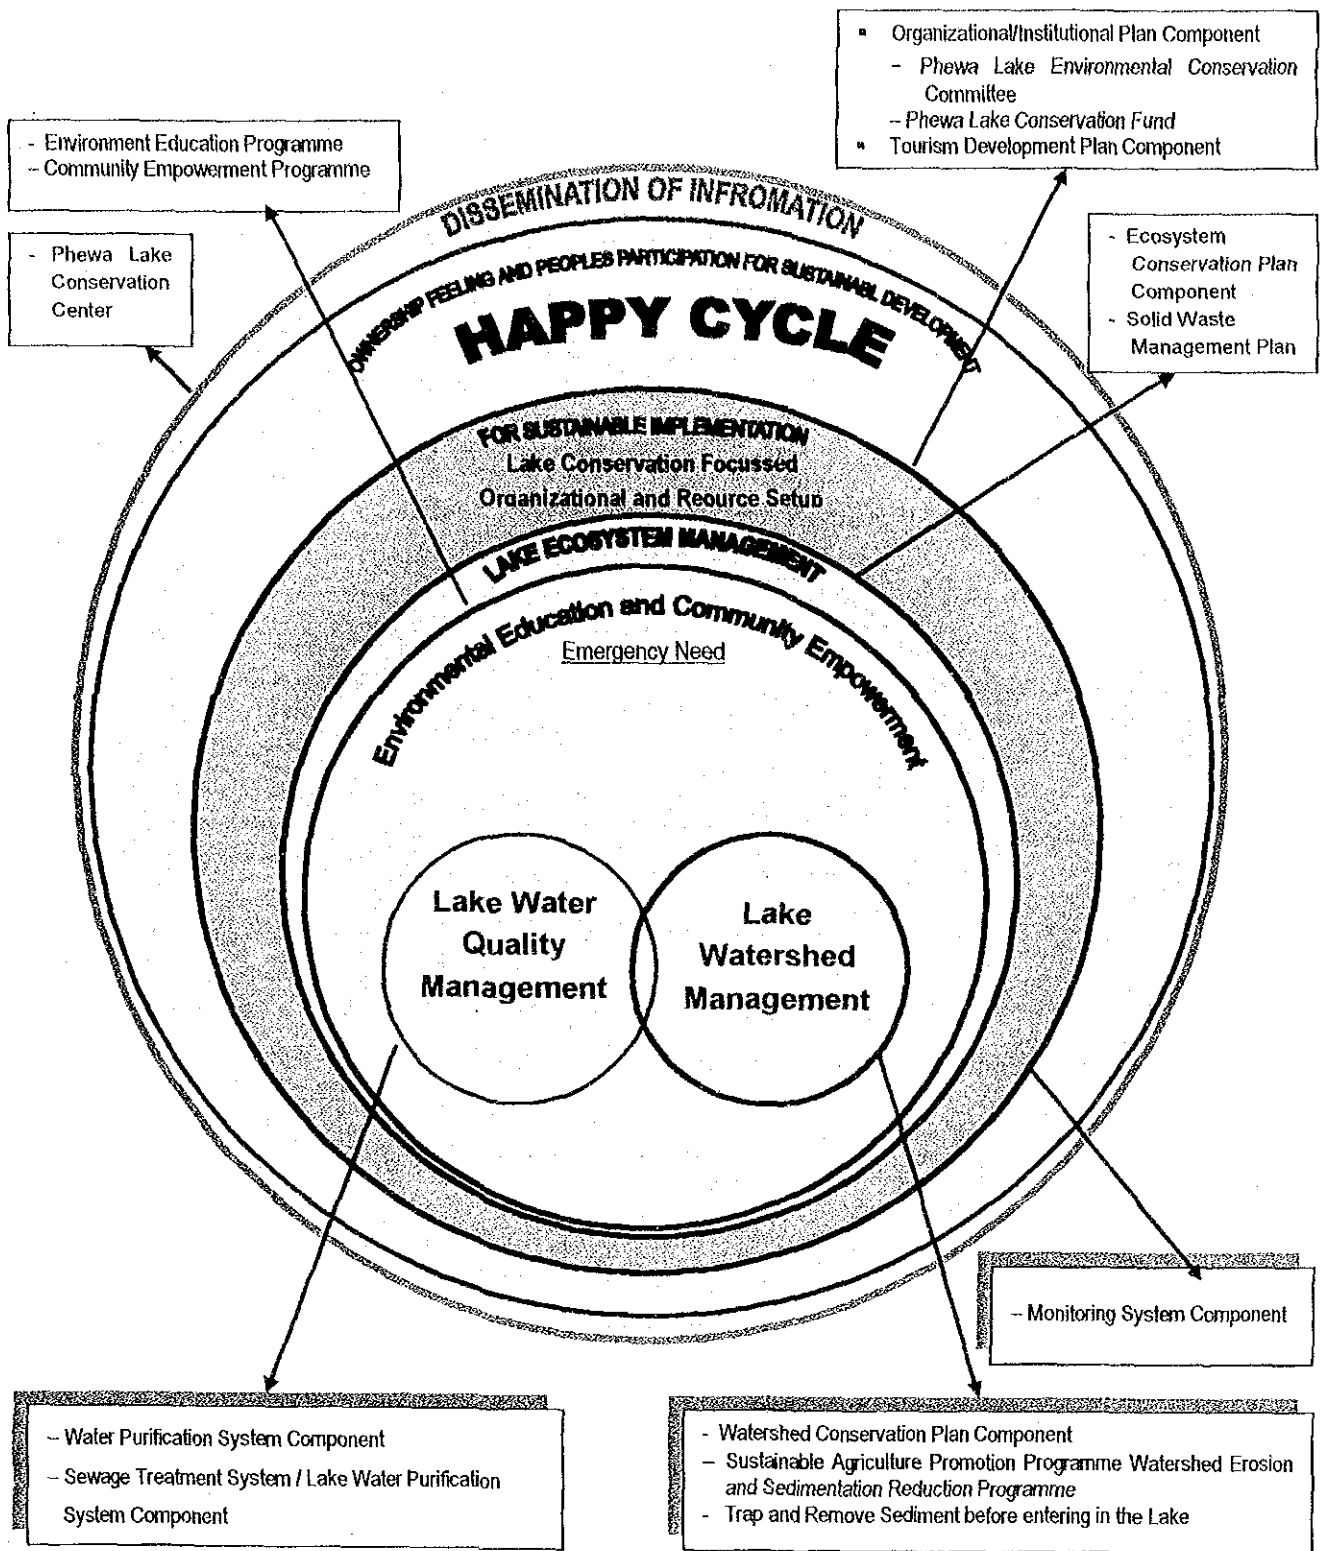 ▪ Organizational/Institutional Plan Component
– Phewa Lake Environmental Conservation
Committee
– Phewa Lake Conservation Fund
▪ Tourism Development Plan Component
- Environment Education Programme
– Community Empowerment Programme
- Phewa Lake
Conservation
Center
- Ecosystem
Conservation Plan
Component
- Solid Waste
Management Plan
DISSEMINATION OF INFROMATION
OWNERSHIP FEELING AND PEOPLES PARTICIPATION FOR SUSTAINABL DEVELOPMENT
HAPPY CYCLE
FOR SUSTAINABLE IMPLEMENTATION
Lake Conservation Focussed
Organizational and Reource Setup
LAKE ECOSYSTEM MANAGEMENT
Environmental Education and Community Empowerment
Emergency Need
Lake Water
Quality
Management
Lake
Watershed
Management
– Monitoring System Component
– Water Purification System Component
– Sewage Treatment System / Lake Water Purification
System Component
- Watershed Conservation Plan Component
– Sustainable Agriculture Promotion Programme Watershed Erosion
and Sedimentation Reduction Programme
- Trap and Remove Sediment before entering in the Lake